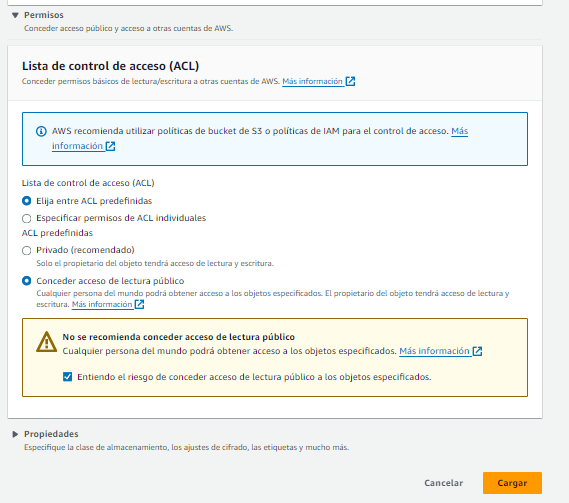 Permisos
Conceder acceso público y acceso a otras cuentas de AWS.
Lista de control de acceso (ACL)
Conceder permisos básicos de lectura/escritura a otras cuentas de AWS. Más información
AWS recomienda utilizar políticas de bucket de S3 o políticas de IAM para el control de acceso. Más
información
Lista de control de acceso (ACL)
Elija entre ACL predefinidas
Especificar permisos de ACL individuales
ACL predefinidas
Privado (recomendado)
Solo el propietario del objeto tendrá acceso de lectura y escritura.
Conceder acceso de lectura público
Cualquier persona del mundo podrá obtener acceso a los objetos especificados. El propietario del objeto tendrá acceso de lectura y
escritura. Más información
No se recomienda conceder acceso de lectura público
Cualquier persona del mundo podrá obtener acceso a los objetos especificados. Más información
Entiendo el riesgo de conceder acceso de lectura público a los objetos especificados.
Propiedades
Especifique la clase de almacenamiento, los ajustes de cifrado, las etiquetas y mucho más.
Cancelar
Cargar